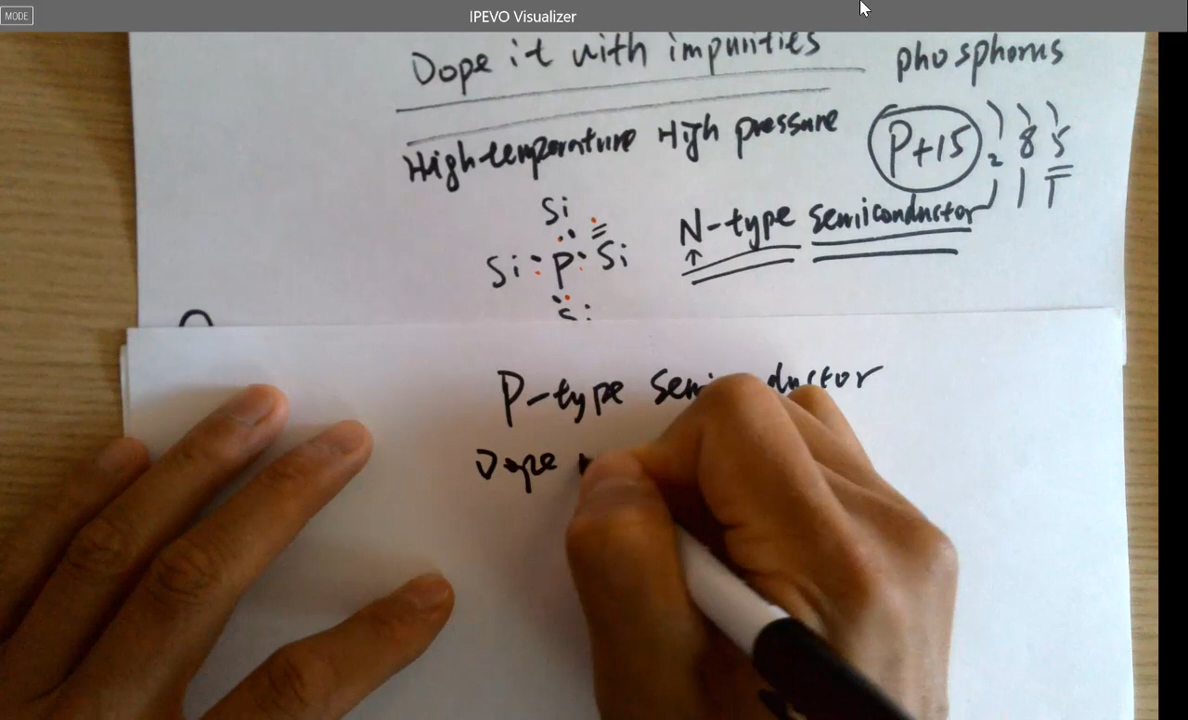 MODE
IPEVO Visualizer
Dope it with impurities
phosphorus
High-temperature High pressure
P+15 2 8 5
Si
N-type semiconductor
Si P Si
Si
P-type semiconductor
Dope